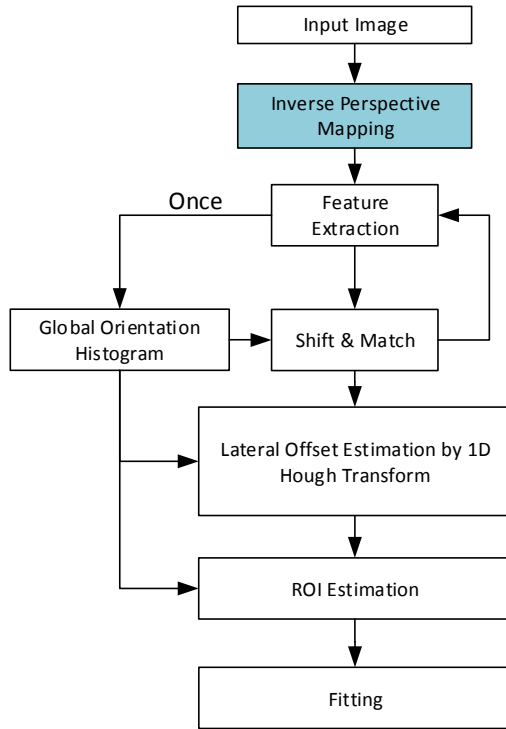 Input Image
Inverse Perspective
Mapping
Once
Feature
Extraction
Global Orientation
Histogram
Shift & Match
Lateral Offset Estimation by 1D
Hough Transform
ROI Estimation
Fitting